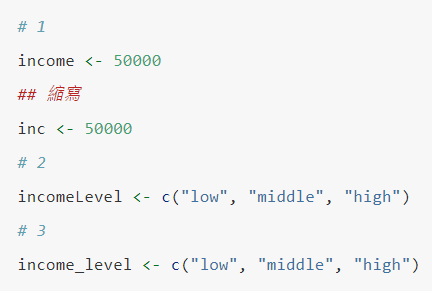 # 1
income <- 50000
## 縮寫
inc <- 50000
# 2
incomeLevel <- c("low", "middle", "high")
# 3
income_level <- c("low", "middle", "high")